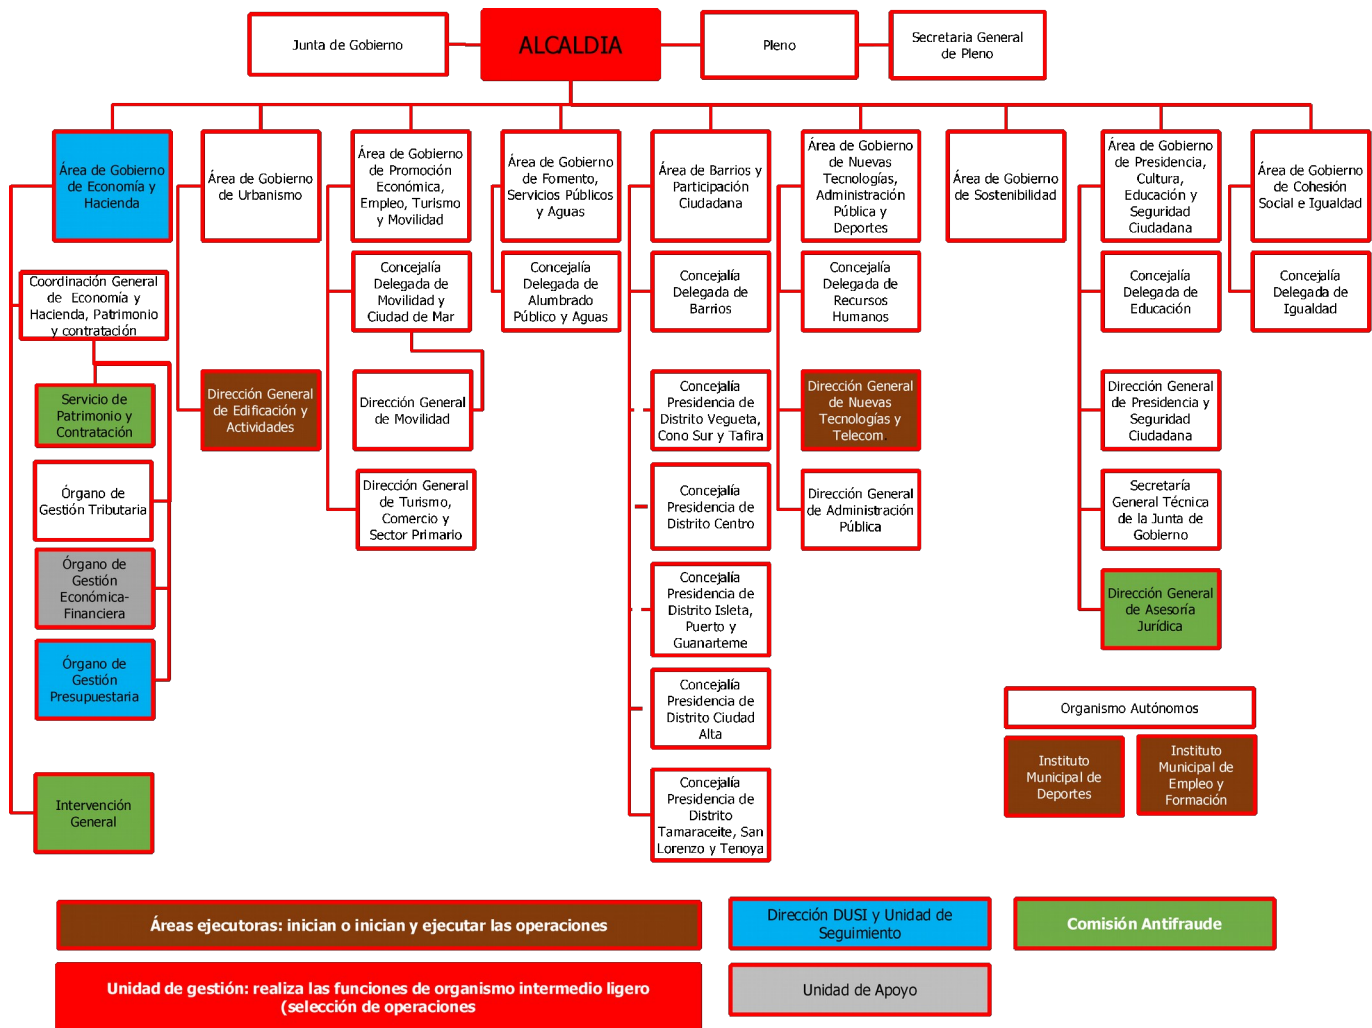 Junta de Gobierno
ALCALDIA
Pleno
Secretaria General
de Pleno
Área de Gobierno
de Economía y
Hacienda
Área de Gobierno
de Urbanismo
Área de Gobierno
de Promoción
Económica,
Empleo, Turismo
y Movilidad
Área de Gobierno
de Fomento,
Servicios Públicos
y Aguas
Área de Barrios y
Participación
Ciudadana
Área de Gobierno
de Nuevas
Tecnologías,
Administración
Pública y
Deportes
Área de Gobierno
de Sostenibilidad
Área de Gobierno
de Presidencia,
Cultura,
Educación y
Seguridad
Ciudadana
Área de Gobierno
de Cohesión
Social e Igualdad
Coordinación General
de Economía y
Hacienda, Patrimonio
y contratación
Concejalía
Delegada de
Movilidad y
Ciudad de Mar
Concejalía
Delegada de
Alumbrado
Público y Aguas
Concejalía
Delegada de
Barrios
Concejalía
Delegada de
Recursos
Humanos
Concejalía
Delegada de
Educación
Concejalía
Delegada de
Igualdad
Servicio de
Patrimonio y
Contratación
Dirección General
de Edificación y
Actividades
Dirección General
de Movilidad
Concejalía
Presidencia de
Distrito Vegueta,
Cono Sur y Tafira
Dirección General
de Nuevas
Tecnologías y
Telecom.
Dirección General
de Presidencia y
Seguridad
Ciudadana
Órgano de
Gestión Tributaria
Dirección General
de Turismo,
Comercio y
Sector Primario
Concejalía
Presidencia de
Distrito Centro
Dirección General
de Administración
Pública
Secretaría
General Técnica
de la Junta de
Gobierno
Órgano de
Gestión
Económica-
Financiera
Concejalía
Presidencia de
Distrito Isleta,
Puerto y
Guanarteme
Dirección General
de Asesoría
Jurídica
Órgano de
Gestión
Presupuestaria
Concejalía
Presidencia de
Distrito Ciudad
Alta
Organismo Autónomos
Instituto
Municipal de
Deportes
Instituto
Municipal de
Empleo y
Formación
Intervención
General
Concejalía
Presidencia de
Distrito
Tamaraceite, San
Lorenzo y Tenoya
Áreas ejecutoras: inician o inician y ejecutar las operaciones
Dirección DUSI y Unidad de
Seguimiento
Comisión Antifraude
Unidad de gestión: realiza las funciones de organismo intermedio ligero
(selección de operaciones
Unidad de Apoyo